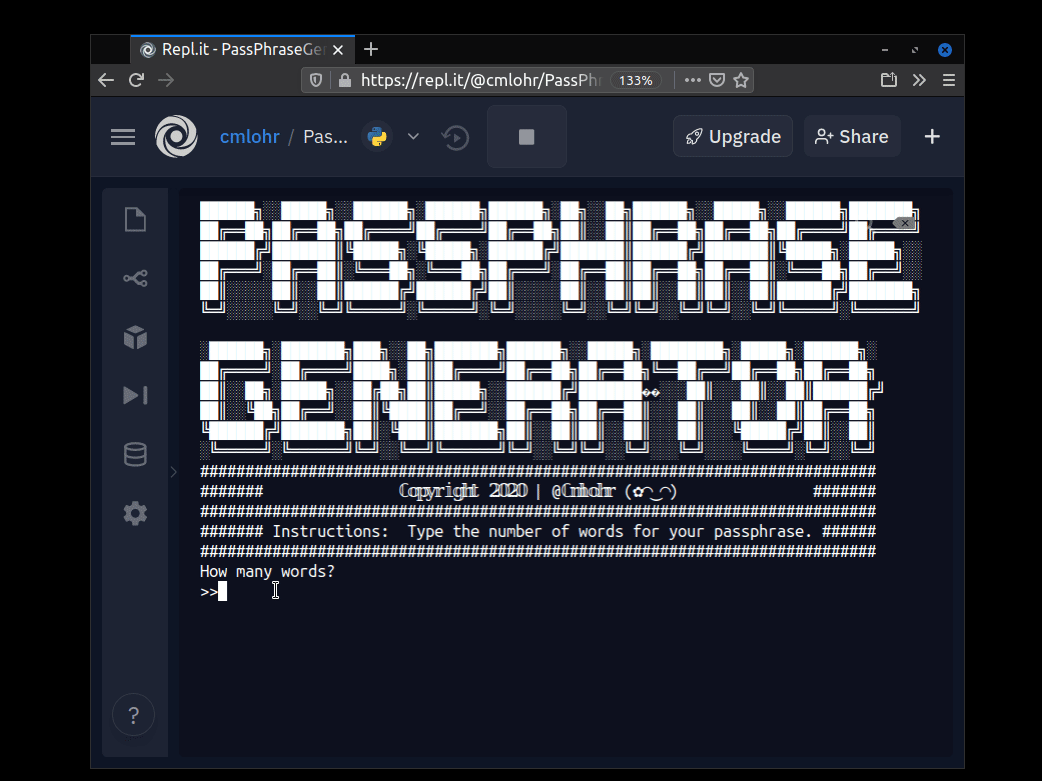 Repl.it - PassPhraseGe
https://repl.it/@cmlohr/PassPhr 133%
cmlohr / Pas... Upgrade Share
PASSPHRASE
GENERATOR
###########################################################################
####### Copyright 2020 | @Cmlohr (✿◠‿◠) #######
###########################################################################
####### Instructions: Type the number of words for your passphrase. ######
###########################################################################
How many words?
>>
?